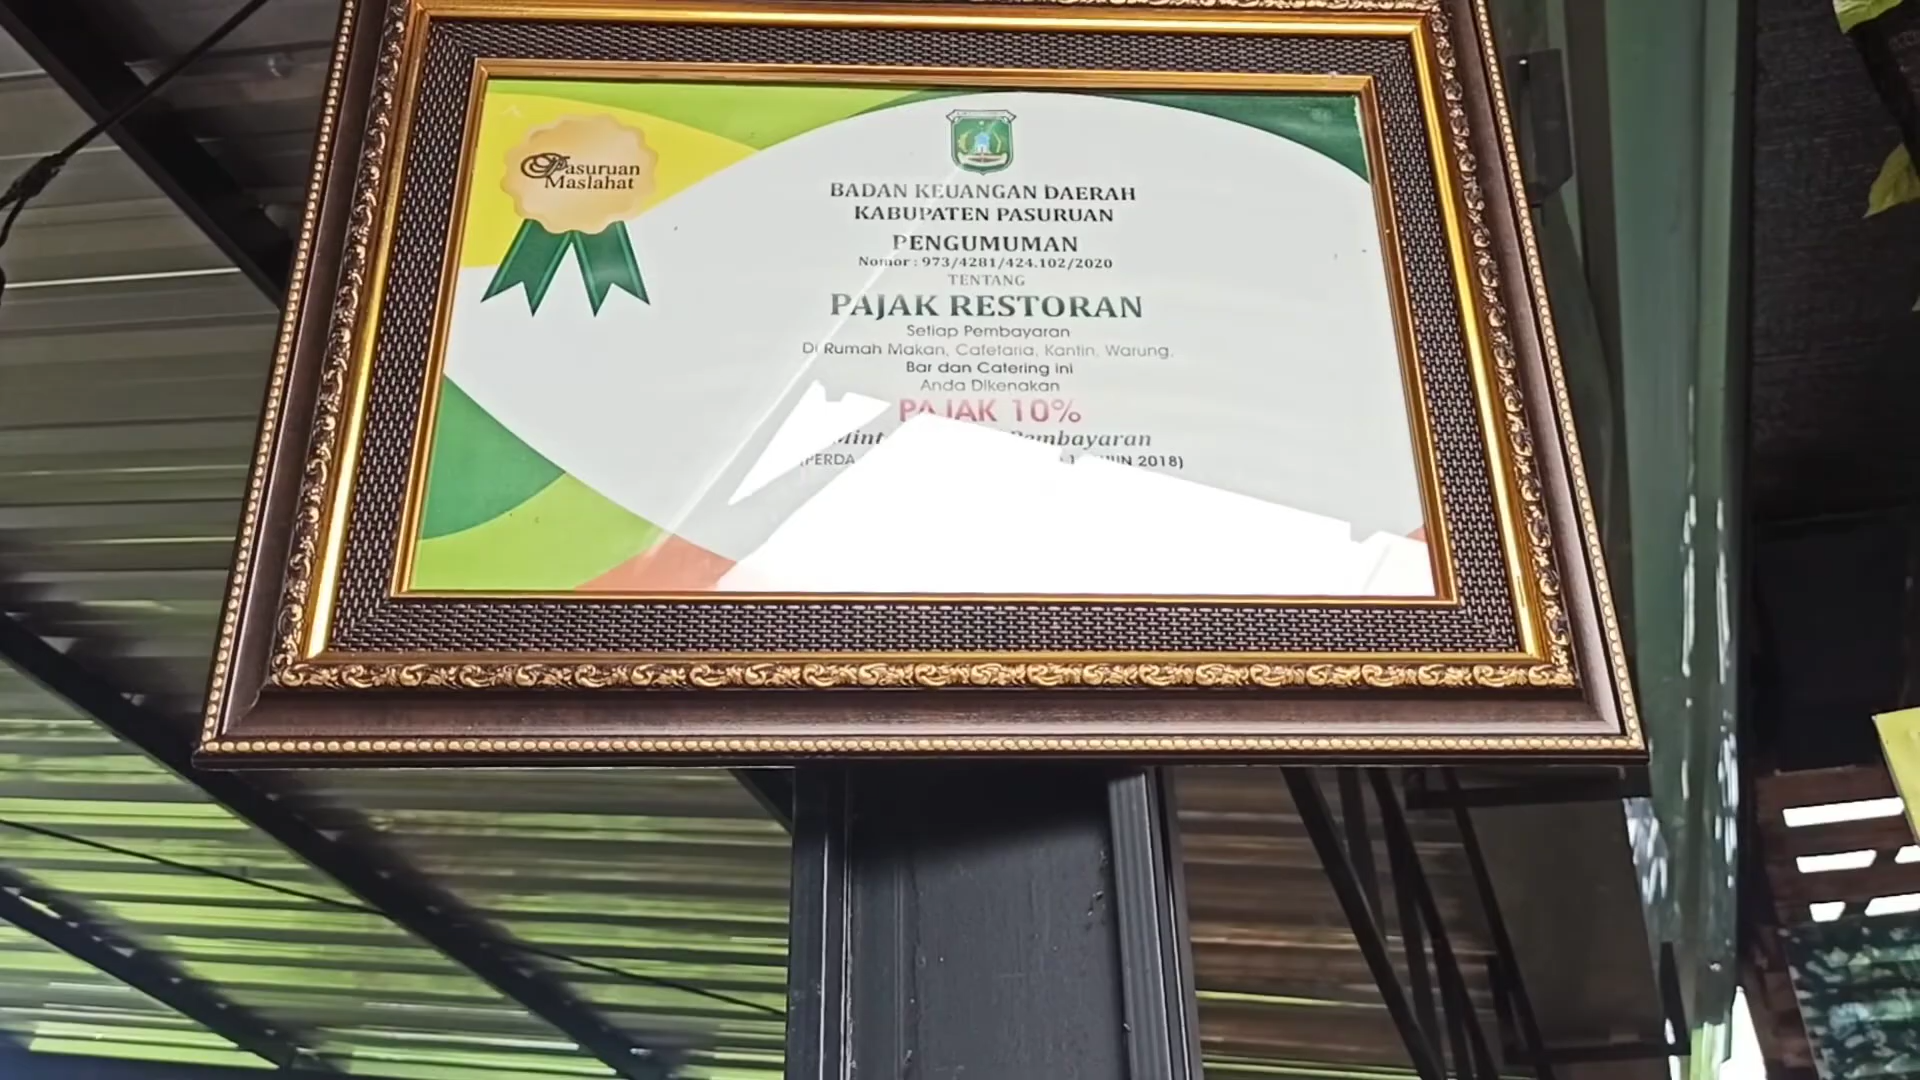 Pasuruan
Maslahat
BADAN KEUANGAN DAERAH
KABUPATEN PASURUAN
PENGUMUMAN
Nomor : 973/4281/424.102/2020
TENTANG
PAJAK RESTORAN
Setiap Pembayaran
Di Rumah Makan, Cafetaria, Kantin, Warung,
Bar dan Catering ini
Anda Dikenakan
PAJAK 10%
Pembayaran
(PERDA 2018)